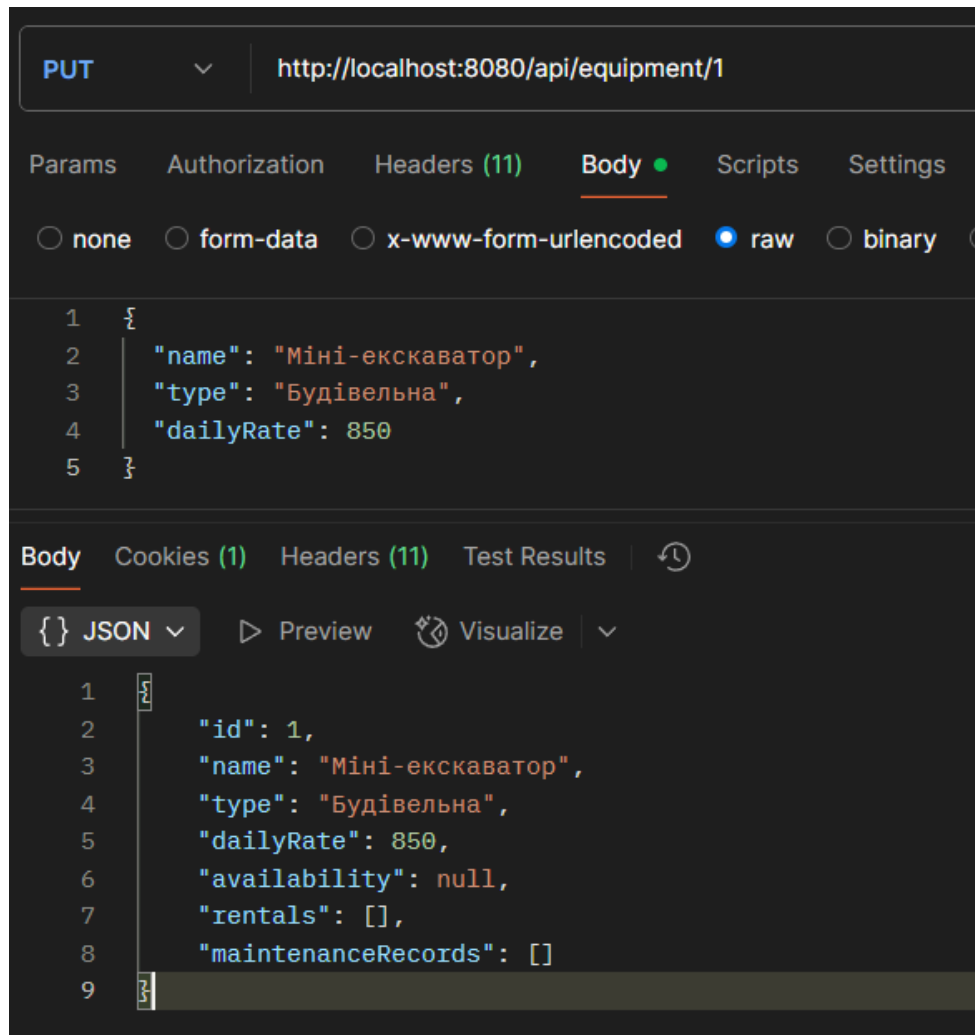 PUT http://localhost:8080/api/equipment/1
Params Authorization Headers (11) Body Scripts Settings
none form-data x-www-form-urlencoded raw binary
1 {
2 "name": "Міні-екскаватор",
3 "type": "Будівельна",
4 "dailyRate": 850
5 }
Body Cookies (1) Headers (11) Test Results
{} JSON Preview Visualize
1 {
2 "id": 1,
3 "name": "Міні-екскаватор",
4 "type": "Будівельна",
5 "dailyRate": 850,
6 "availability": null,
7 "rentals": [],
8 "maintenanceRecords": []
9 }